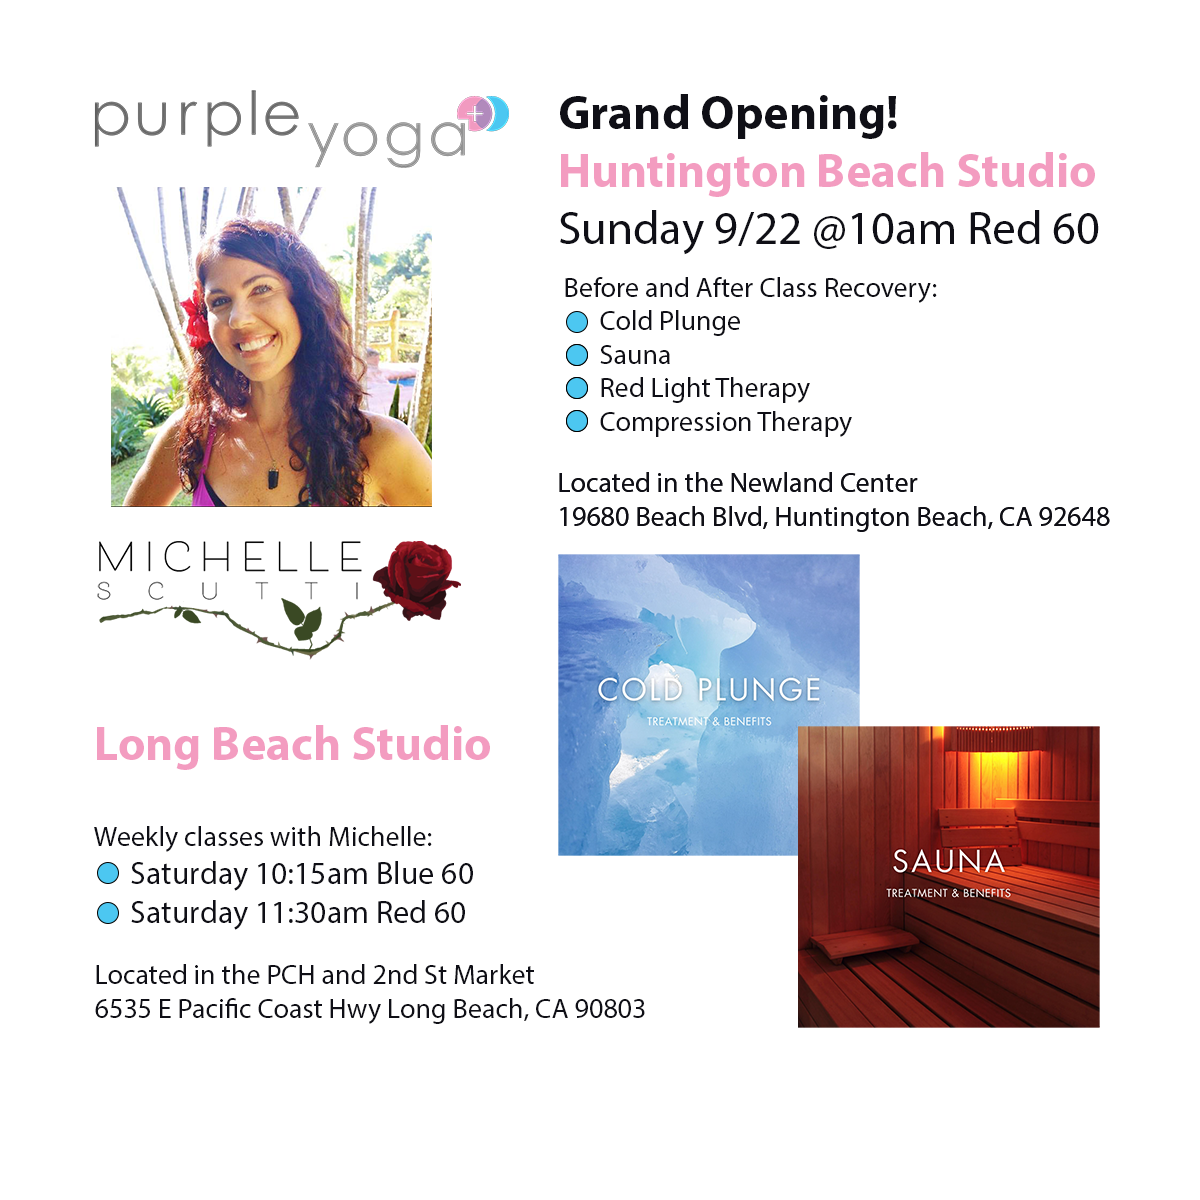 purple yoga +
Grand Opening!
Huntington Beach Studio
Sunday 9/22 @10am Red 60
Before and After Class Recovery:
Cold Plunge
Sauna
Red Light Therapy
Compression Therapy
Located in the Newland Center
19680 Beach Blvd, Huntington Beach, CA 92648
MICHELLE
SCUTTI
COLD PLUNGE
TREATMENT & BENEFITS
SAUNA
TREATMENT & BENEFITS
Long Beach Studio
Weekly classes with Michelle:
Saturday 10:15am Blue 60
Saturday 11:30am Red 60
Located in the PCH and 2nd St Market
6535 E Pacific Coast Hwy Long Beach, CA 90803